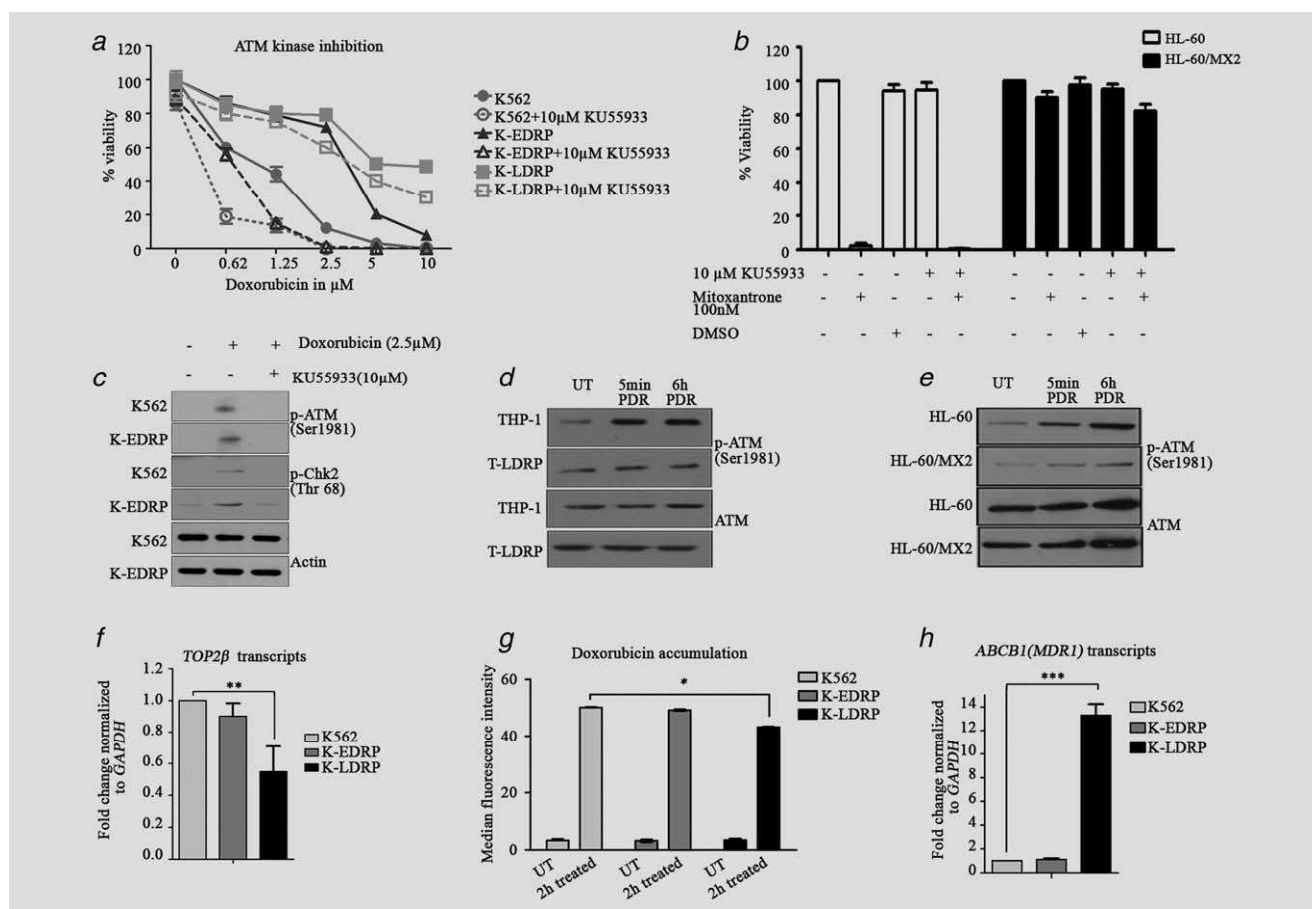 a
ATM kinase inhibition
% viability
120
100
80
60
40
20
0
0 0.62 1.25 2.5 5 10
Doxorubicin in µM
K562
K562+10µM KU55933
K-EDRP
K-EDRP+10µM KU55933
K-LDRP
K-LDRP+10µM KU55933
b
HL-60
HL-60/MX2
% Viability
120
100
80
60
40
20
0
10 µM KU55933 - - - + + - - - + +
Mitoxantrone - + - - + - + - - +
100nM
DMSO - - + - - - - + - -
c
- + + Doxorubicin (2.5µM)
- - + KU55933(10µM)
K562
p-ATM
(Ser1981)
K-EDRP
K562
p-Chk2
(Thr 68)
K-EDRP
K562
Actin
K-EDRP
d
UT 5min PDR 6h PDR
THP-1
p-ATM
(Ser1981)
T-LDRP
THP-1
ATM
T-LDRP
e
UT 5min PDR 6h PDR
HL-60
p-ATM
(Ser1981)
HL-60/MX2
HL-60
ATM
HL-60/MX2
f
TOP2β transcripts
Fold change normalized
to GAPDH
1.2
1.0
0.8
0.6
0.4
0.2
0.0
**
K562
K-EDRP
K-LDRP
g
Doxorubicin accumulation
Median fluorescence intensity
60
40
20
0
*
UT 2h treated UT 2h treated UT 2h treated
K562
K-EDRP
K-LDRP
h
ABCB1(MDR1) transcripts
Fold change normalized
to GAPDH
14
12
10
8
6
4
2
0
***
K562
K-EDRP
K-LDRP